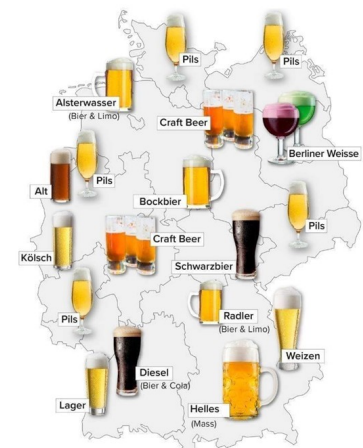 Pils
Pils
Alsterwasser
(Bier & Limo)
Craft Beer
Berliner Weisse
Pils
Alt
Bockbier
Pils
Craft Beer
Kölsch
Schwarzbier
Pils
Radler
(Bier & Limo)
Weizen
Diesel
(Bier & Cola)
Lager
Helles
(Mass)